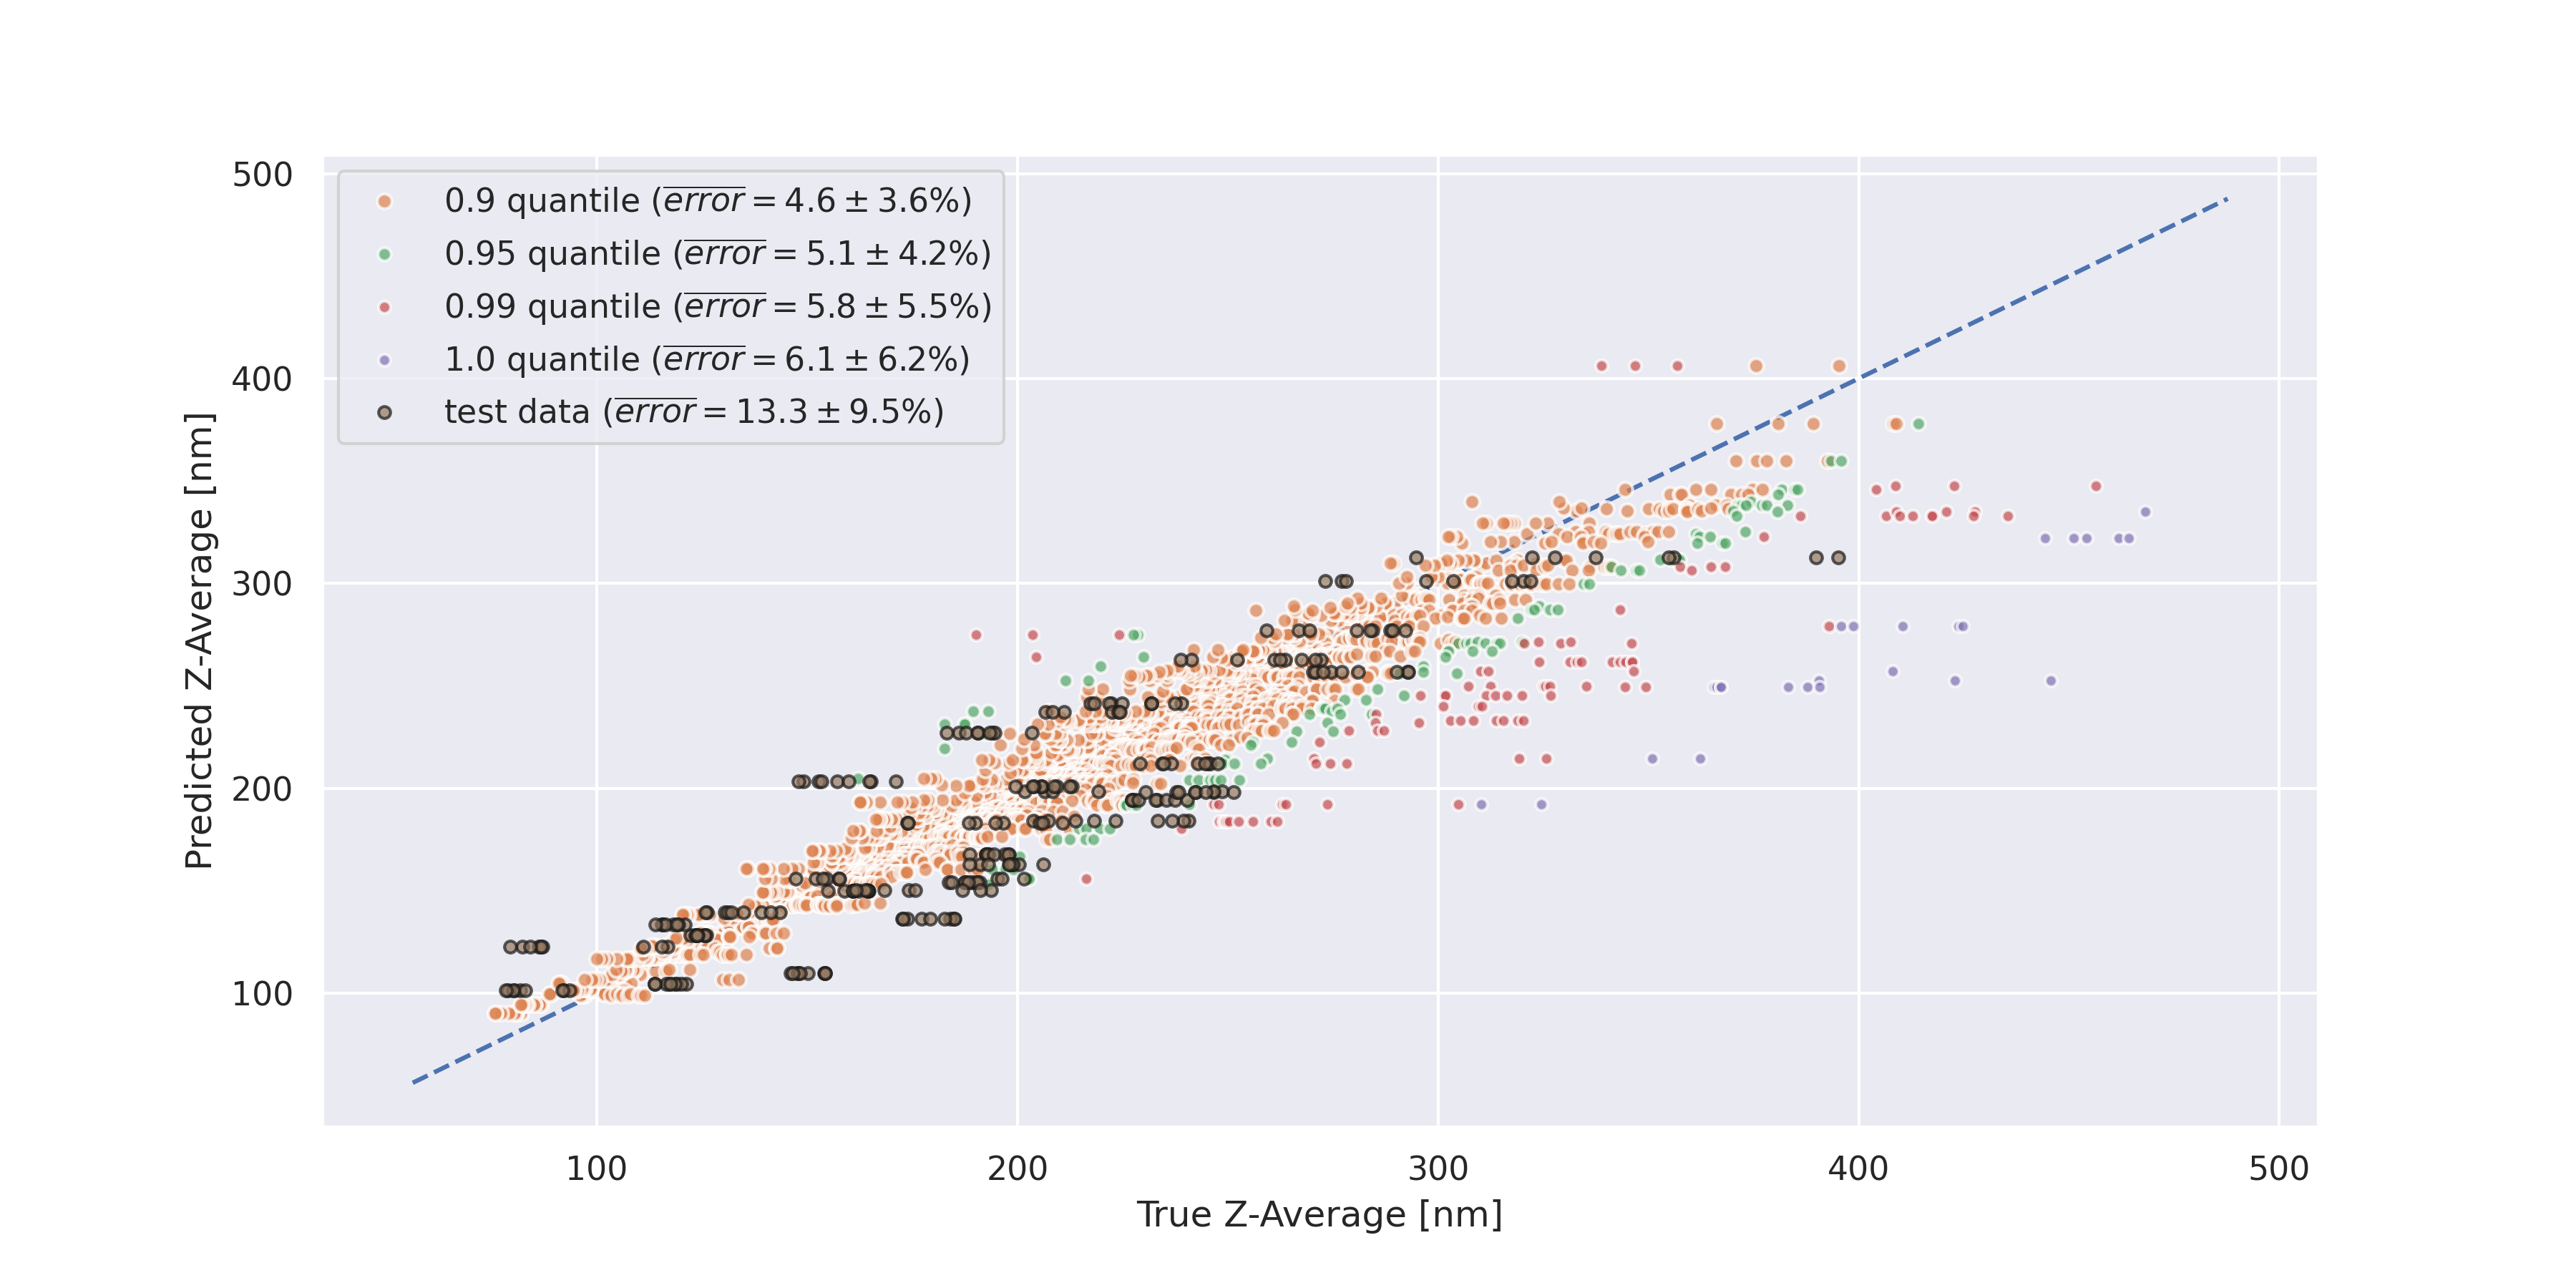 500
400
300
200
100
Predicted Z-Average [nm]
0.9 quantile (error = 4.6 ± 3.6%)
0.95 quantile (error = 5.1 ± 4.2%)
0.99 quantile (error = 5.8 ± 5.5%)
1.0 quantile (error = 6.1 ± 6.2%)
test data (error = 13.3 ± 9.5%)
100 200 300 400 500
True Z-Average [nm]